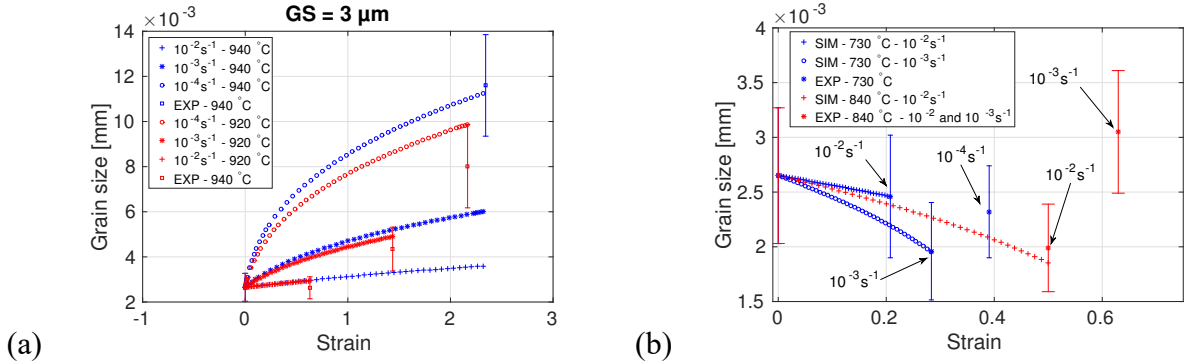 GS = 3 µm
× 10⁻³
14
12
10
8
6
4
2
-1
0
1
2
3
Grain size [mm]
Strain
10⁻²s⁻¹ - 940 °C
10⁻³s⁻¹ - 940 °C
10⁻⁴s⁻¹ - 940 °C
EXP - 940 °C
10⁻⁴s⁻¹ - 920 °C
10⁻³s⁻¹ - 920 °C
10⁻²s⁻¹ - 920 °C
EXP - 940 °C
(a)
× 10⁻³
4
3.5
3
2.5
2
1.5
0
0.2
0.4
0.6
Grain size [mm]
Strain
SIM - 730 °C - 10⁻²s⁻¹
SIM - 730 °C - 10⁻³s⁻¹
EXP - 730 °C
SIM - 840 °C - 10⁻²s⁻¹
EXP - 840 °C - 10⁻² and 10⁻³s⁻¹
10⁻³s⁻¹
10⁻²s⁻¹
10⁻⁴s⁻¹
10⁻²s⁻¹
10⁻³s⁻¹
(b)